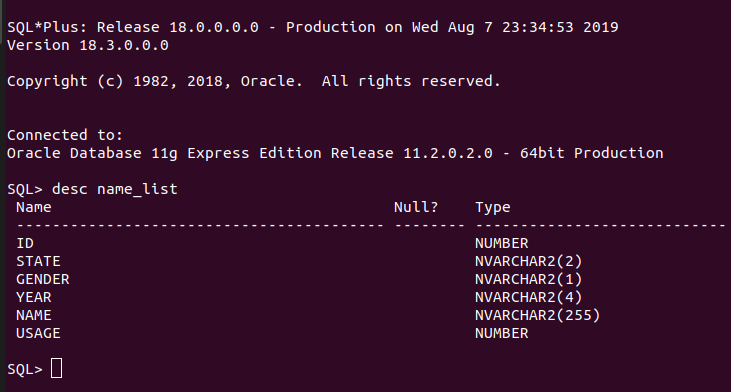 SQL*Plus: Release 18.0.0.0.0 - Production on Wed Aug 7 23:34:53 2019
Version 18.3.0.0.0
Copyright (c) 1982, 2018, Oracle.  All rights reserved.
Connected to:
Oracle Database 11g Express Edition Release 11.2.0.2.0 - 64bit Production
SQL> desc name_list
Name                                      Null?    Type
----------------------------------------- -------- ----------------------------
ID                                                 NUMBER
STATE                                              NVARCHAR2(2)
GENDER                                             NVARCHAR2(1)
YEAR                                               NVARCHAR2(4)
NAME                                               NVARCHAR2(255)
USAGE                                              NUMBER
SQL>